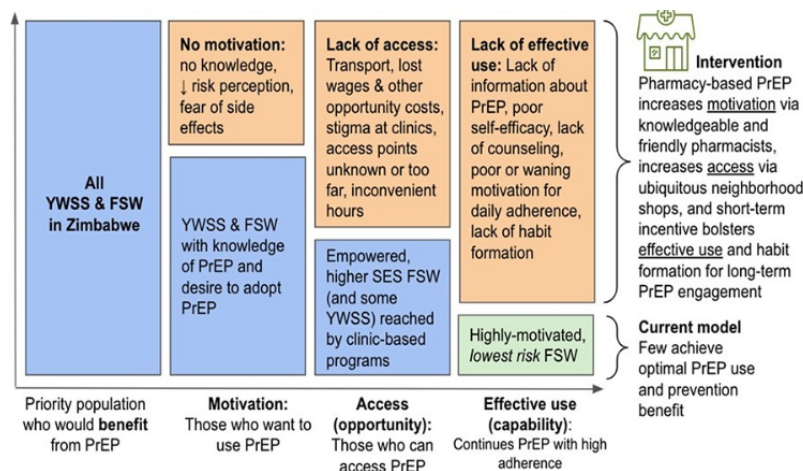 All
YWSS & FSW
in Zimbabwe
No motivation:
no knowledge,
↓ risk perception,
fear of side
effects
YWSS & FSW
with knowledge
of PrEP and
desire to adopt
PrEP
Lack of access:
Transport, lost
wages & other
opportunity costs,
stigma at clinics,
access points
unknown or too
far, inconvenient
hours
Empowered,
higher SES FSW
(and some
YWSS) reached
by clinic-based
programs
Lack of effective
use: Lack of
information about
PrEP, poor
self-efficacy, lack
of counseling,
poor or waning
motivation for
daily adherence,
lack of habit
formation
Highly-motivated,
lowest risk FSW
Intervention
Pharmacy-based PrEP
increases motivation via
knowledgeable and
friendly pharmacists,
increases access via
ubiquitous neighborhood
shops, and short-term
incentive bolsters
effective use and habit
formation for long-term
PrEP engagement
Current model
Few achieve
optimal PrEP use
and prevention
benefit
Priority population
who would benefit
from PrEP
Motivation:
Those who want to
use PrEP
Access
(opportunity):
Those who can
access PrEP
Effective use
(capability):
Continues PrEP with high
adherence